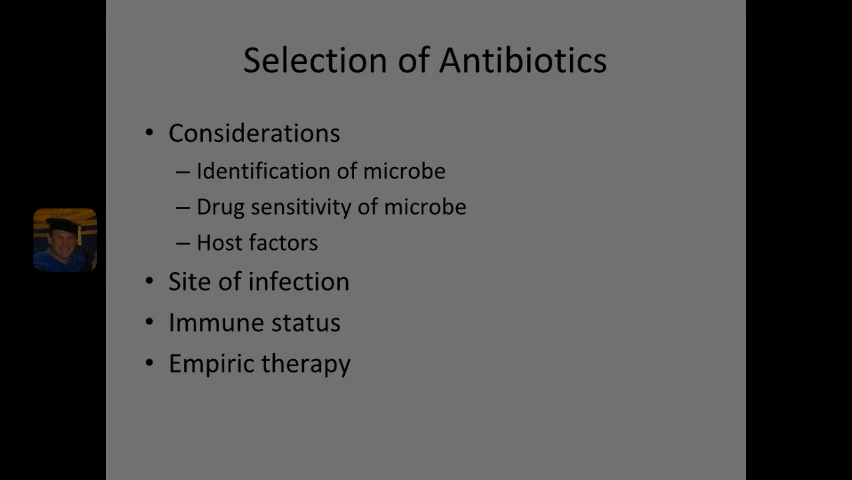 Selection of Antibiotics
• Considerations
– Identification of microbe
– Drug sensitivity of microbe
– Host factors
• Site of infection
• Immune status
• Empiric therapy